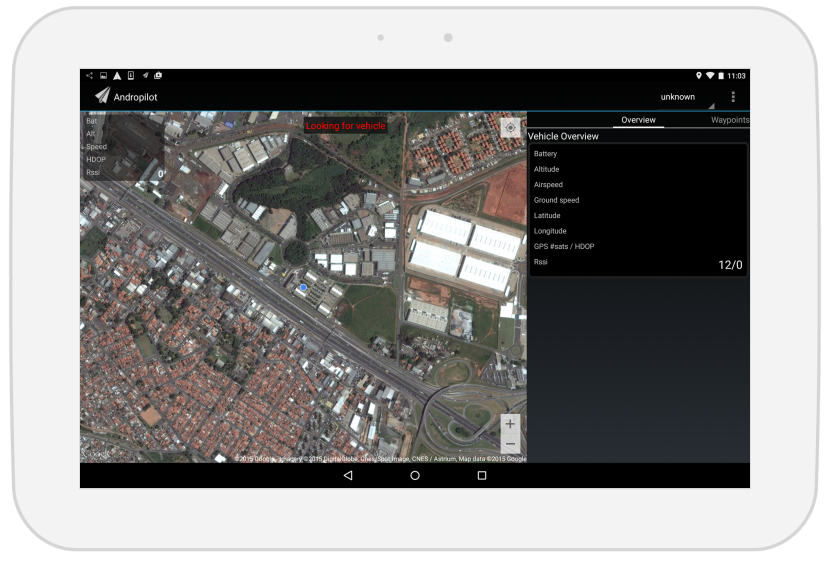 11:03
Andropilot
unknown
Bat
Alt
Speed
HDOP
Rssi
0
Looking for vehicle
Overview
Waypoints
Vehicle Overview
Battery
Altitude
Airspeed
Ground speed
Latitude
Longitude
GPS #sats / HDOP
Rssi
12/0
+
−
Google
©2015 Google, Imagery ©2015 DigitalGlobe, Cnes/Spot Image, CNES / Astrium, Map data ©2015 Google